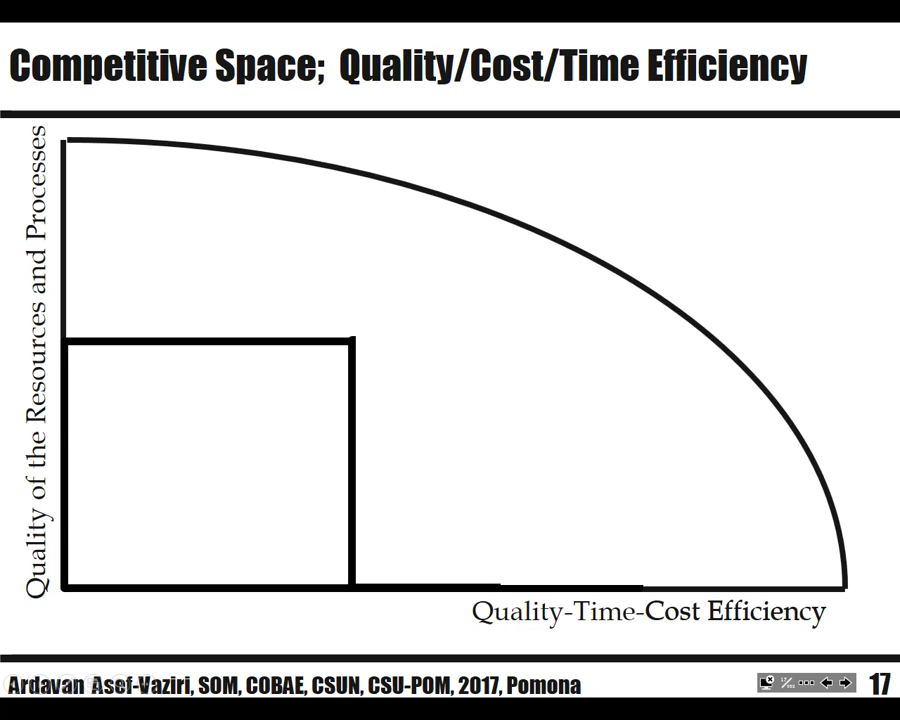 Competitive Space; Quality/Cost/Time Efficiency
Quality of the Resources and Processes
Quality-Time-Cost Efficiency
Ardavan Asef-Vaziri, SOM, COBAE, CSUN, CSU-POM, 2017, Pomona
17